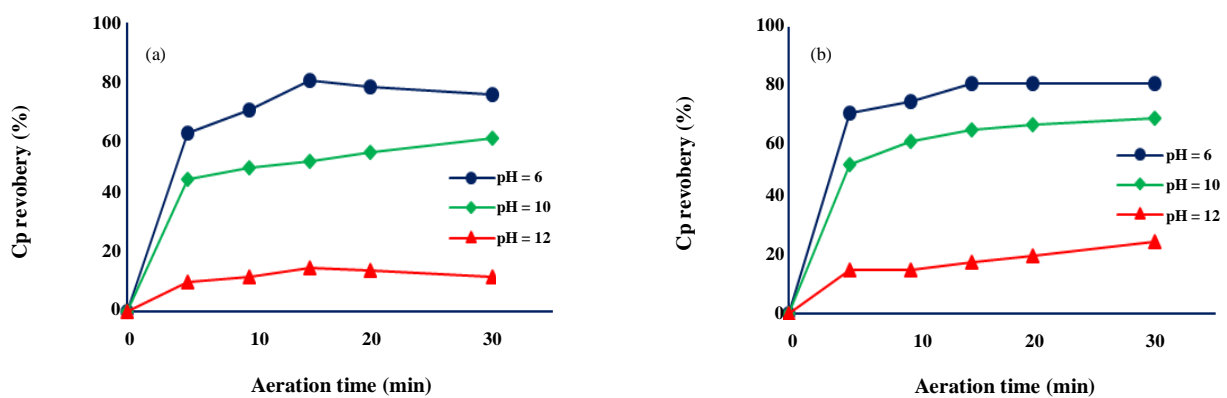 (a)
Cp revobery (%)
100
80
60
40
20
0
0 10 20 30
Aeration time (min)
pH = 6
pH = 10
pH = 12
(b)
Cp revobery (%)
100
80
60
40
20
0
0 10 20 30
Aeration time (min)
pH = 6
pH = 10
pH = 12